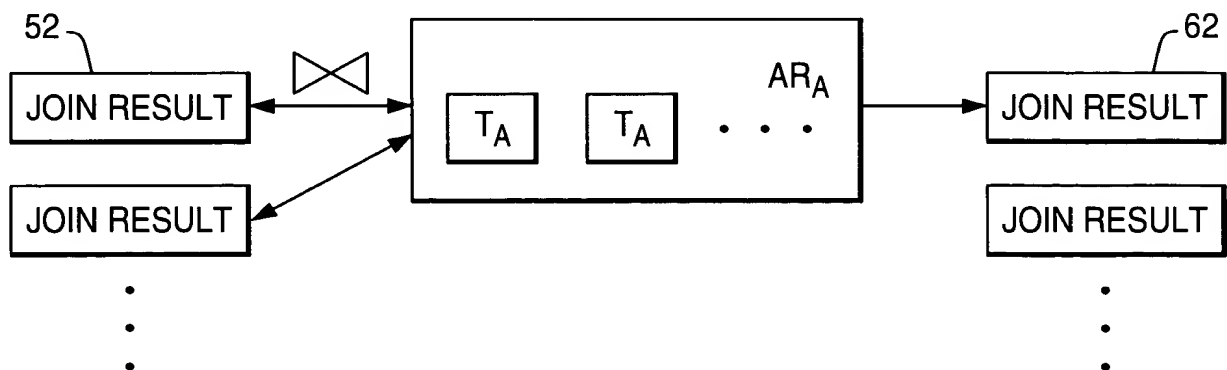 52
62
JOIN RESULT
AR_A
JOIN RESULT
T_A
T_A
. . .
JOIN RESULT
JOIN RESULT